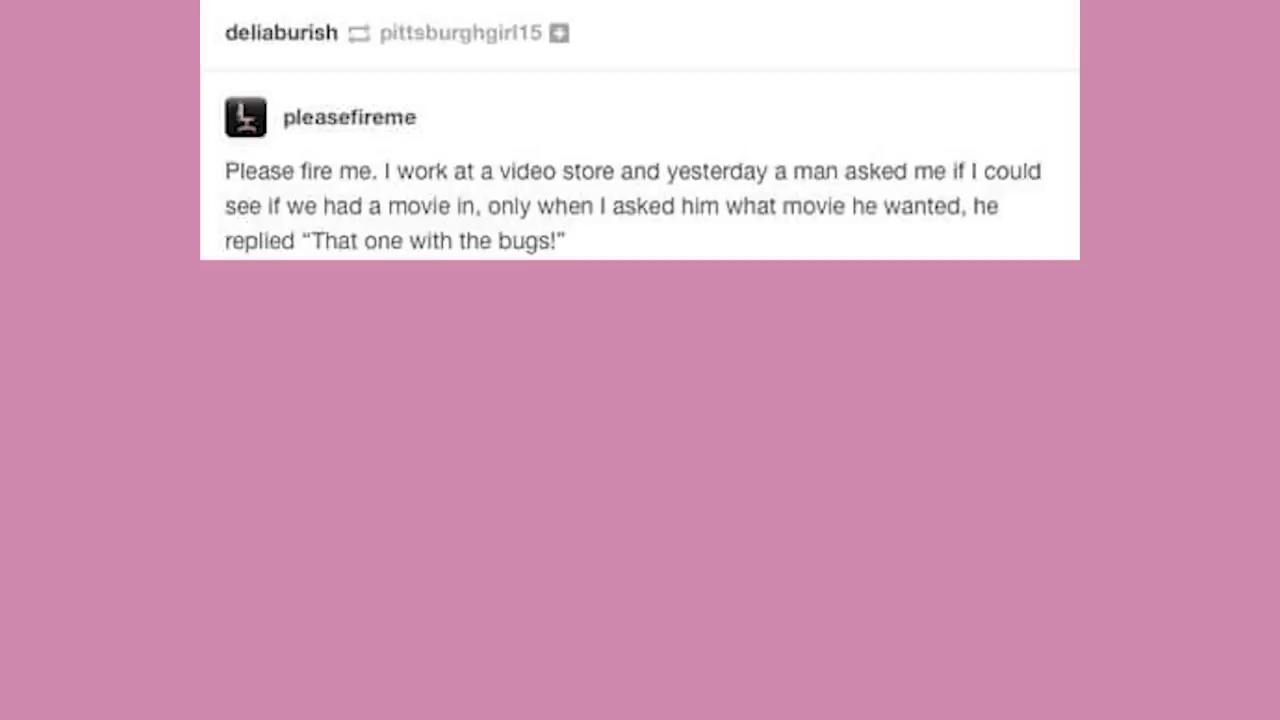 deliaburish pittsburghgirl15
pleasefireme
Please fire me. I work at a video store and yesterday a man asked me if I could
see if we had a movie in, only when I asked him what movie he wanted, he
replied “That one with the bugs!”